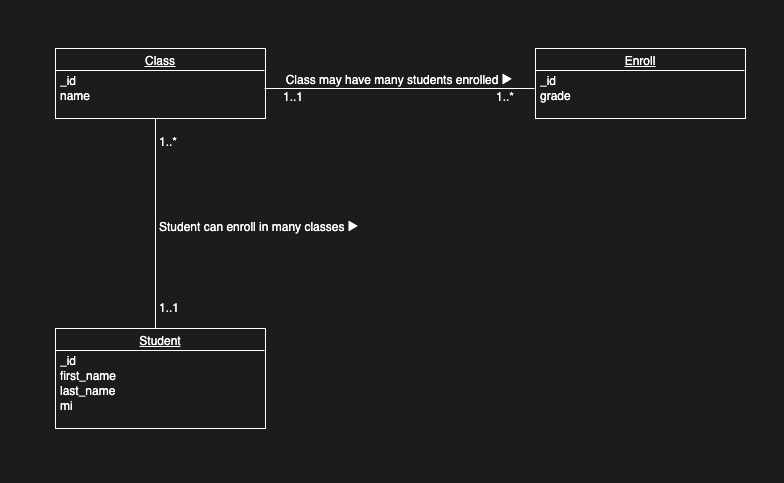 Class
_id
name
Class may have many students enrolled ▶
1..1
1..*
Enroll
_id
grade
1..*
Student can enroll in many classes ▶
1..1
Student
_id
first_name
last_name
mi